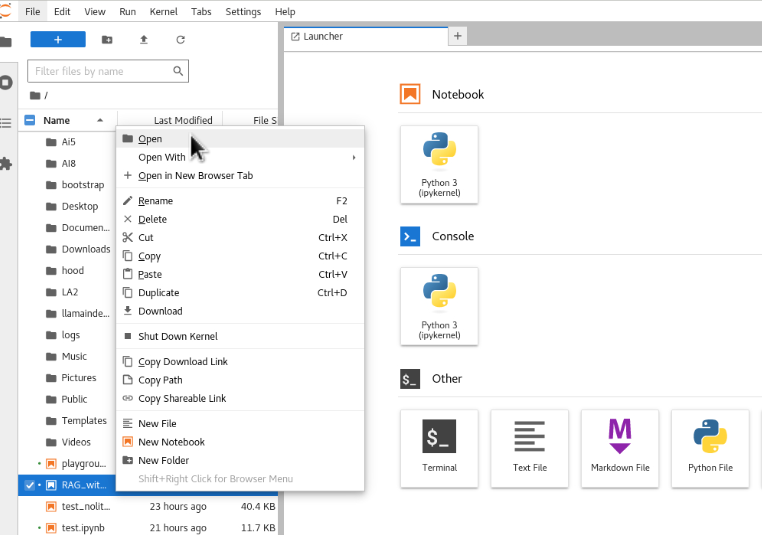 File Edit View Run Kernel Tabs Settings Help
Filter files by name
/
Name Last Modified File S
Ai5
AI8
bootstrap
Desktop
Documen...
Downloads
hood
LA2
llamainde...
logs
Music
Pictures
Public
Templates
Videos
playgrou...
RAG_wit...
test_nolit... 23 hours ago 40.4 KB
test.ipynb 21 hours ago 11.7 KB
Open
Open With
Open in New Browser Tab
Rename F2
Delete Del
Cut Ctrl+X
Copy Ctrl+C
Paste Ctrl+V
Duplicate Ctrl+D
Download
Shut Down Kernel
Copy Download Link
Copy Path
Copy Shareable Link
New File
New Notebook
New Folder
Shift+Right Click for Browser Menu
Launcher
Notebook
Python 3
(ipykernel)
Console
Python 3
(ipykernel)
$_ Other
$_
Terminal
Text File
M
Markdown File
Python File